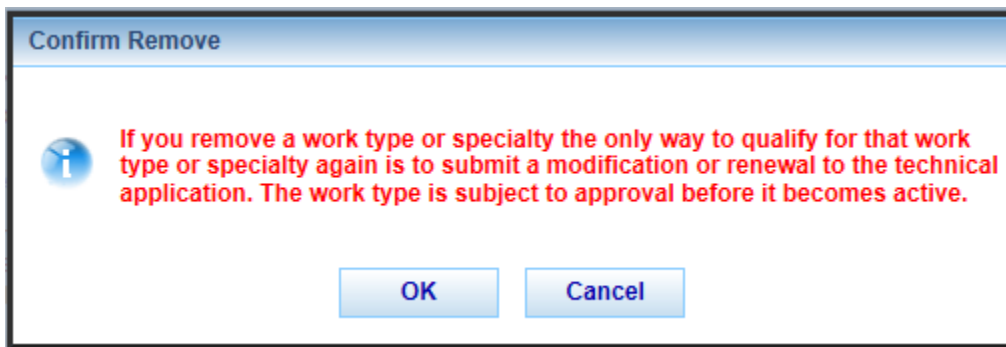 Confirm Remove
If you remove a work type or specialty the only way to qualify for that work
type or specialty again is to submit a modification or renewal to the technical
application. The work type is subject to approval before it becomes active.
OK
Cancel